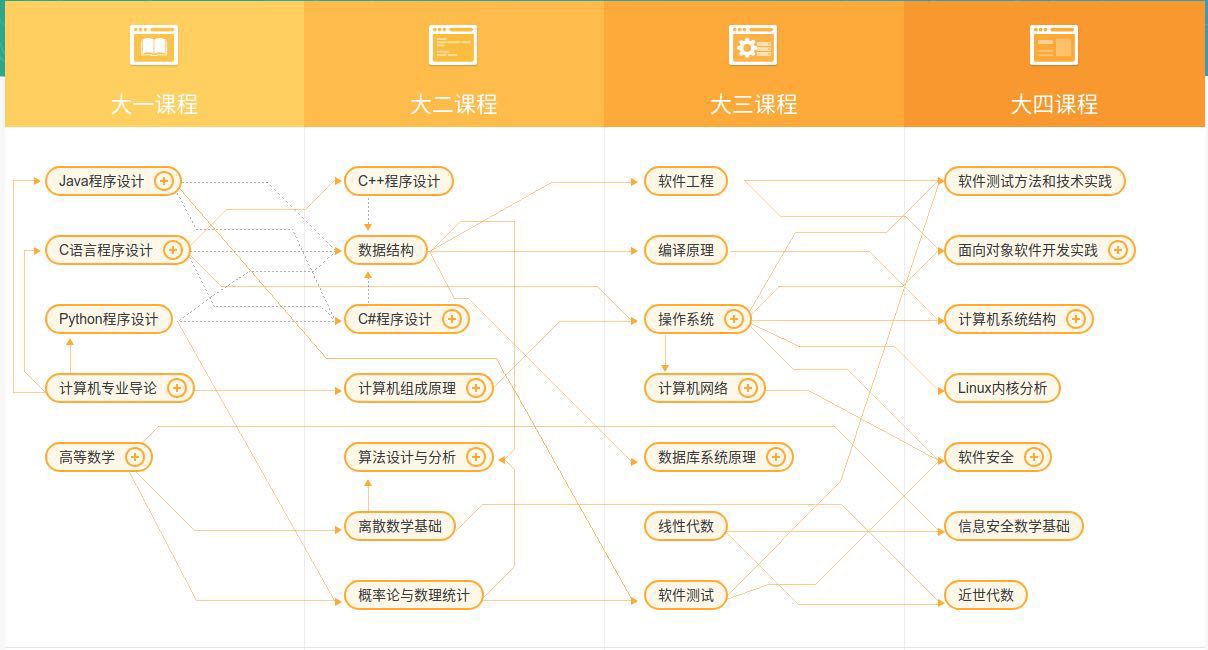 大一课程
大二课程
大三课程
大四课程
Java程序设计
C++程序设计
软件工程
软件测试方法和技术实践
C语言程序设计
数据结构
编译原理
面向对象软件开发实践
Python程序设计
C#程序设计
操作系统
计算机系统结构
计算机专业导论
计算机组成原理
计算机网络
Linux内核分析
高等数学
算法设计与分析
数据库系统原理
软件安全
离散数学基础
线性代数
信息安全数学基础
概率论与数理统计
软件测试
近世代数